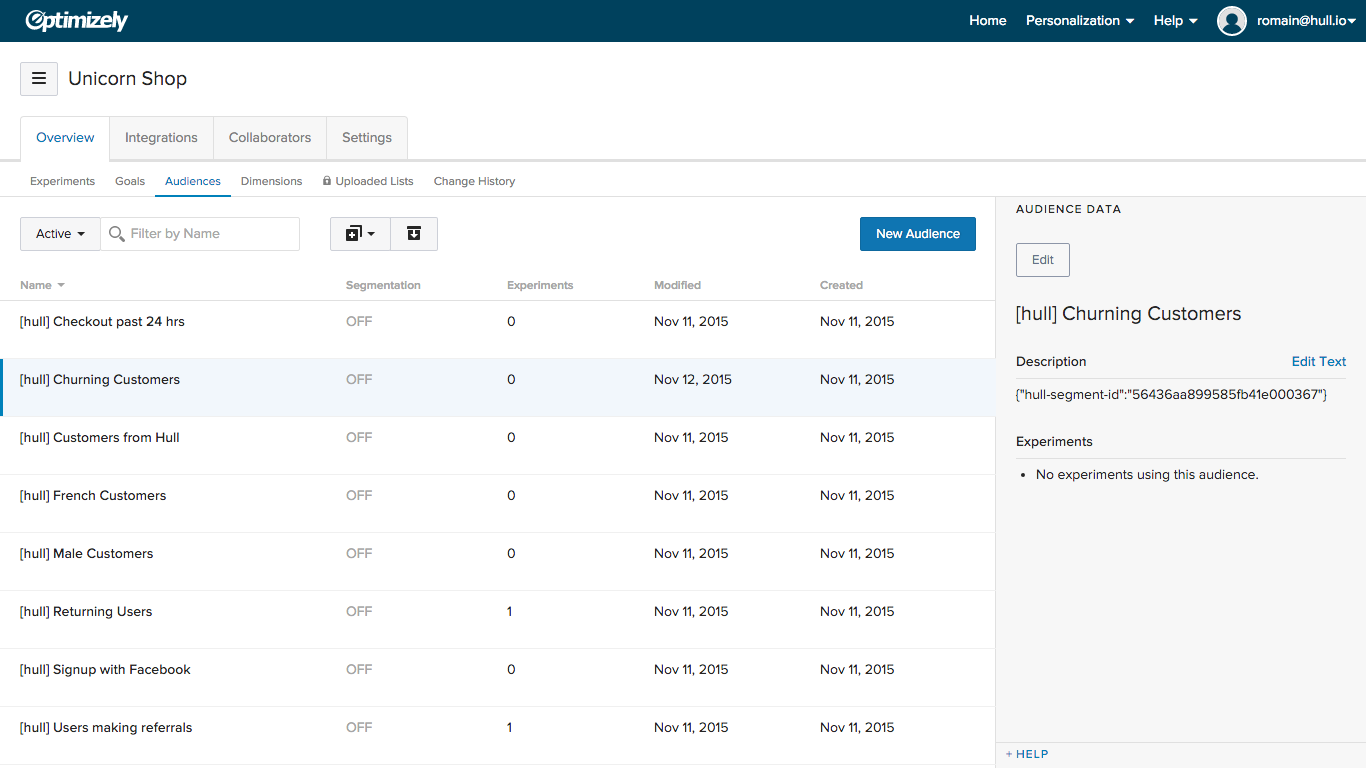 Optimizely
Home Personalization Help romain@hull.io
Unicorn Shop
Overview Integrations Collaborators Settings
Experiments Goals Audiences Dimensions Uploaded Lists Change History
Active Filter by Name New Audience
Name Segmentation Experiments Modified Created
[hull] Checkout past 24 hrs OFF 0 Nov 11, 2015 Nov 11, 2015
[hull] Churning Customers OFF 0 Nov 12, 2015 Nov 11, 2015
[hull] Customers from Hull OFF 0 Nov 11, 2015 Nov 11, 2015
[hull] French Customers OFF 0 Nov 11, 2015 Nov 11, 2015
[hull] Male Customers OFF 0 Nov 11, 2015 Nov 11, 2015
[hull] Returning Users OFF 1 Nov 11, 2015 Nov 11, 2015
[hull] Signup with Facebook OFF 0 Nov 11, 2015 Nov 11, 2015
[hull] Users making referrals OFF 1 Nov 11, 2015 Nov 11, 2015
AUDIENCE DATA
Edit
[hull] Churning Customers
Description Edit Text
{"hull-segment-id":"56436aa899585fb41e000367"}
Experiments
• No experiments using this audience.
+ HELP